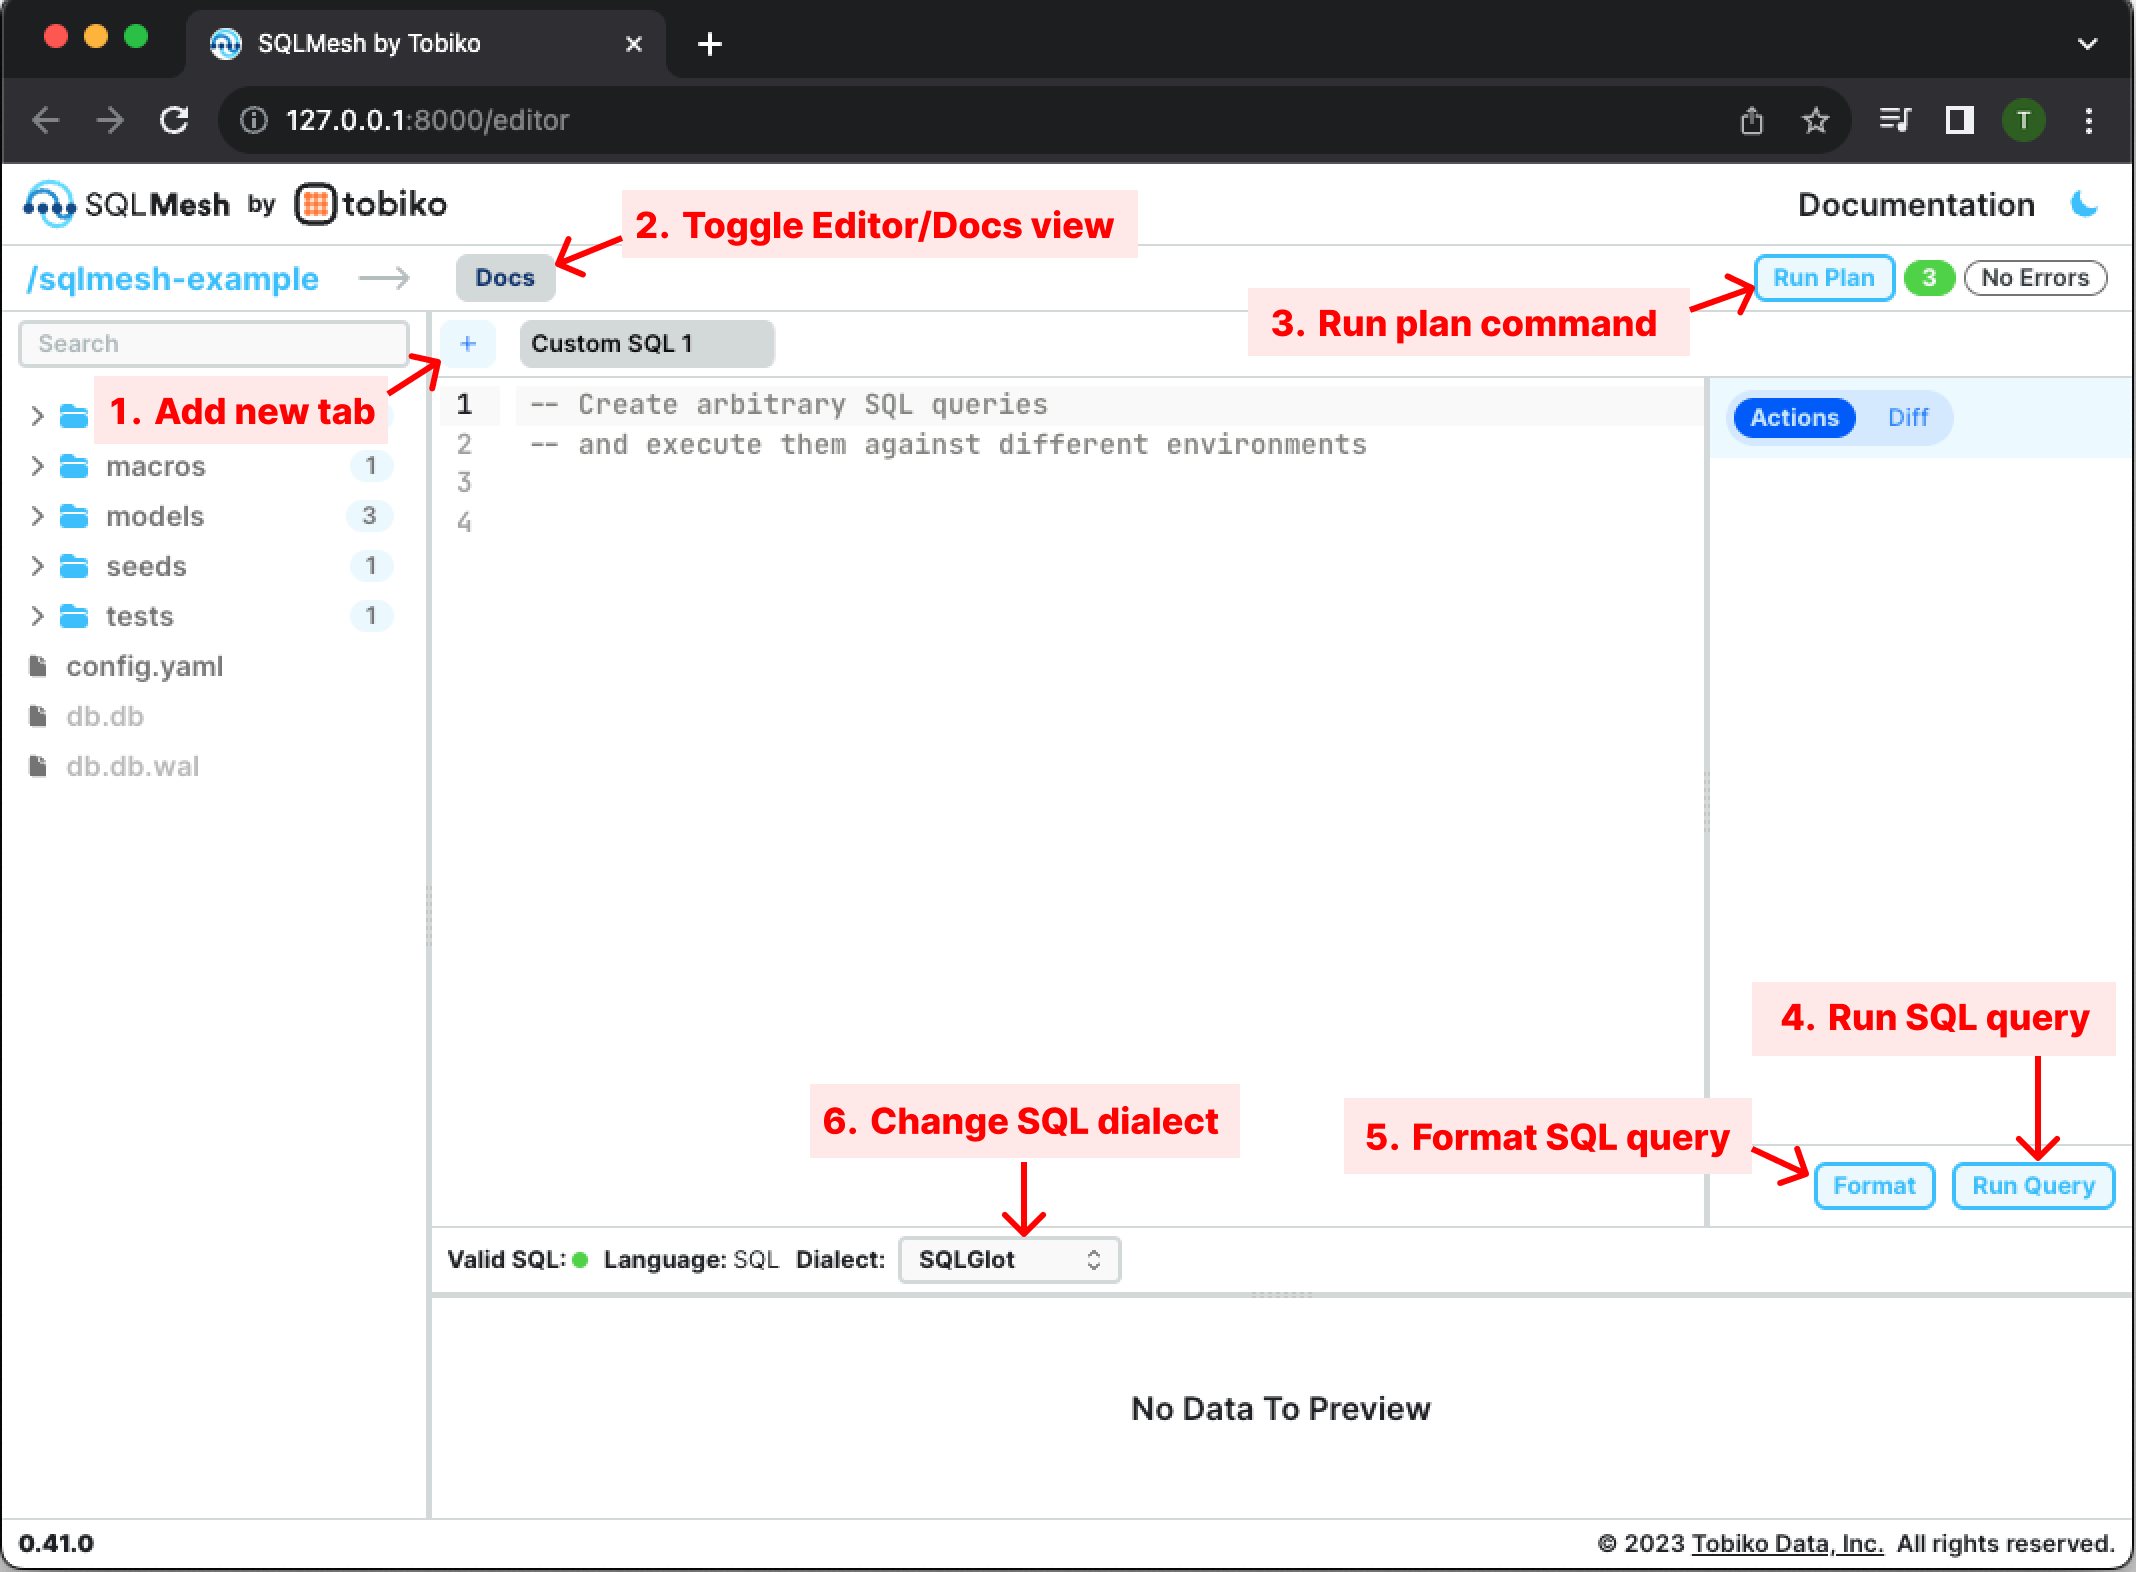 SQLMesh by Tobiko
127.0.0.1:8000/editor
T
SQLMesh by tobiko
Documentation
2. Toggle Editor/Docs view
/sqlmesh-example
Docs
Run Plan
3
No Errors
3. Run plan command
Search
+
Custom SQL 1
1. Add new tab
macros 1
models 3
seeds 1
tests 1
config.yaml
db.db
db.db.wal
1 -- Create arbitrary SQL queries
2 -- and execute them against different environments
3
4
Actions
Diff
4. Run SQL query
5. Format SQL query
6. Change SQL dialect
Format
Run Query
Valid SQL: Language: SQL Dialect: SQLGlot
No Data To Preview
0.41.0
© 2023 Tobiko Data, Inc. All rights reserved.